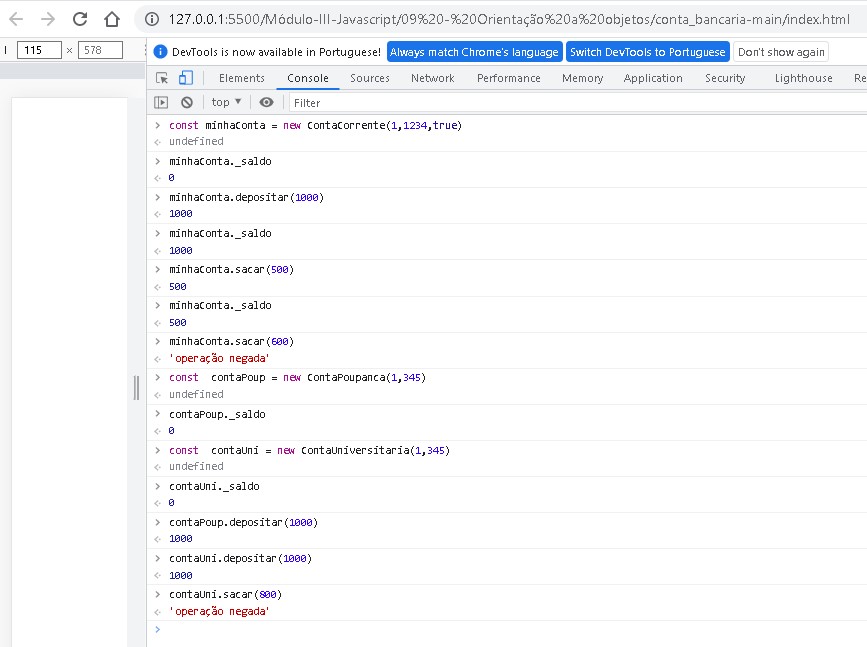 127.0.0.1:5500/Módulo-III-Javascript/09%20-%20Orientação%20a%20objetos/conta_bancaria-main/index.html
115 × 578
DevTools is now available in Portuguese! Always match Chrome's language Switch DevTools to Portuguese Don't show again
Elements Console Sources Network Performance Memory Application Security Lighthouse Re
top Filter
const minhaConta = new ContaCorrente(1,1234,true)
undefined
minhaConta._saldo
0
minhaConta.depositar(1000)
1000
minhaConta._saldo
1000
minhaConta.sacar(500)
500
minhaConta._saldo
500
minhaConta.sacar(600)
'operação negada'
const  contaPoup = new ContaPoupanca(1,345)
undefined
contaPoup._saldo
0
const  contaUni = new ContaUniversitaria(1,345)
undefined
contaUni._saldo
0
contaPoup.depositar(1000)
1000
contaUni.depositar(1000)
1000
contaUni.sacar(800)
'operação negada'